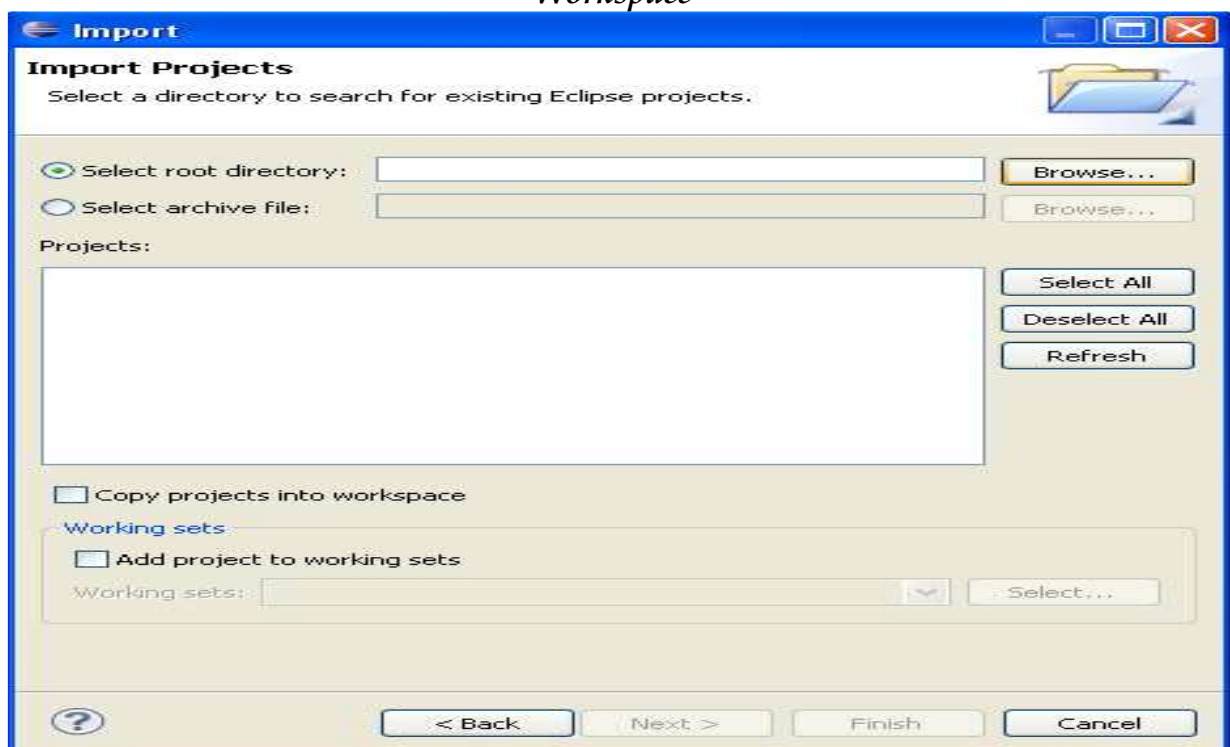 Workspace
Import
Import Projects
Select a directory to search for existing Eclipse projects.
Select root directory: Browse...
Select archive file: Browse...
Projects:
Select All
Deselect All
Refresh
Copy projects into workspace
Working sets
Add project to working sets
Working sets: Select...
? < Back Next > Finish Cancel